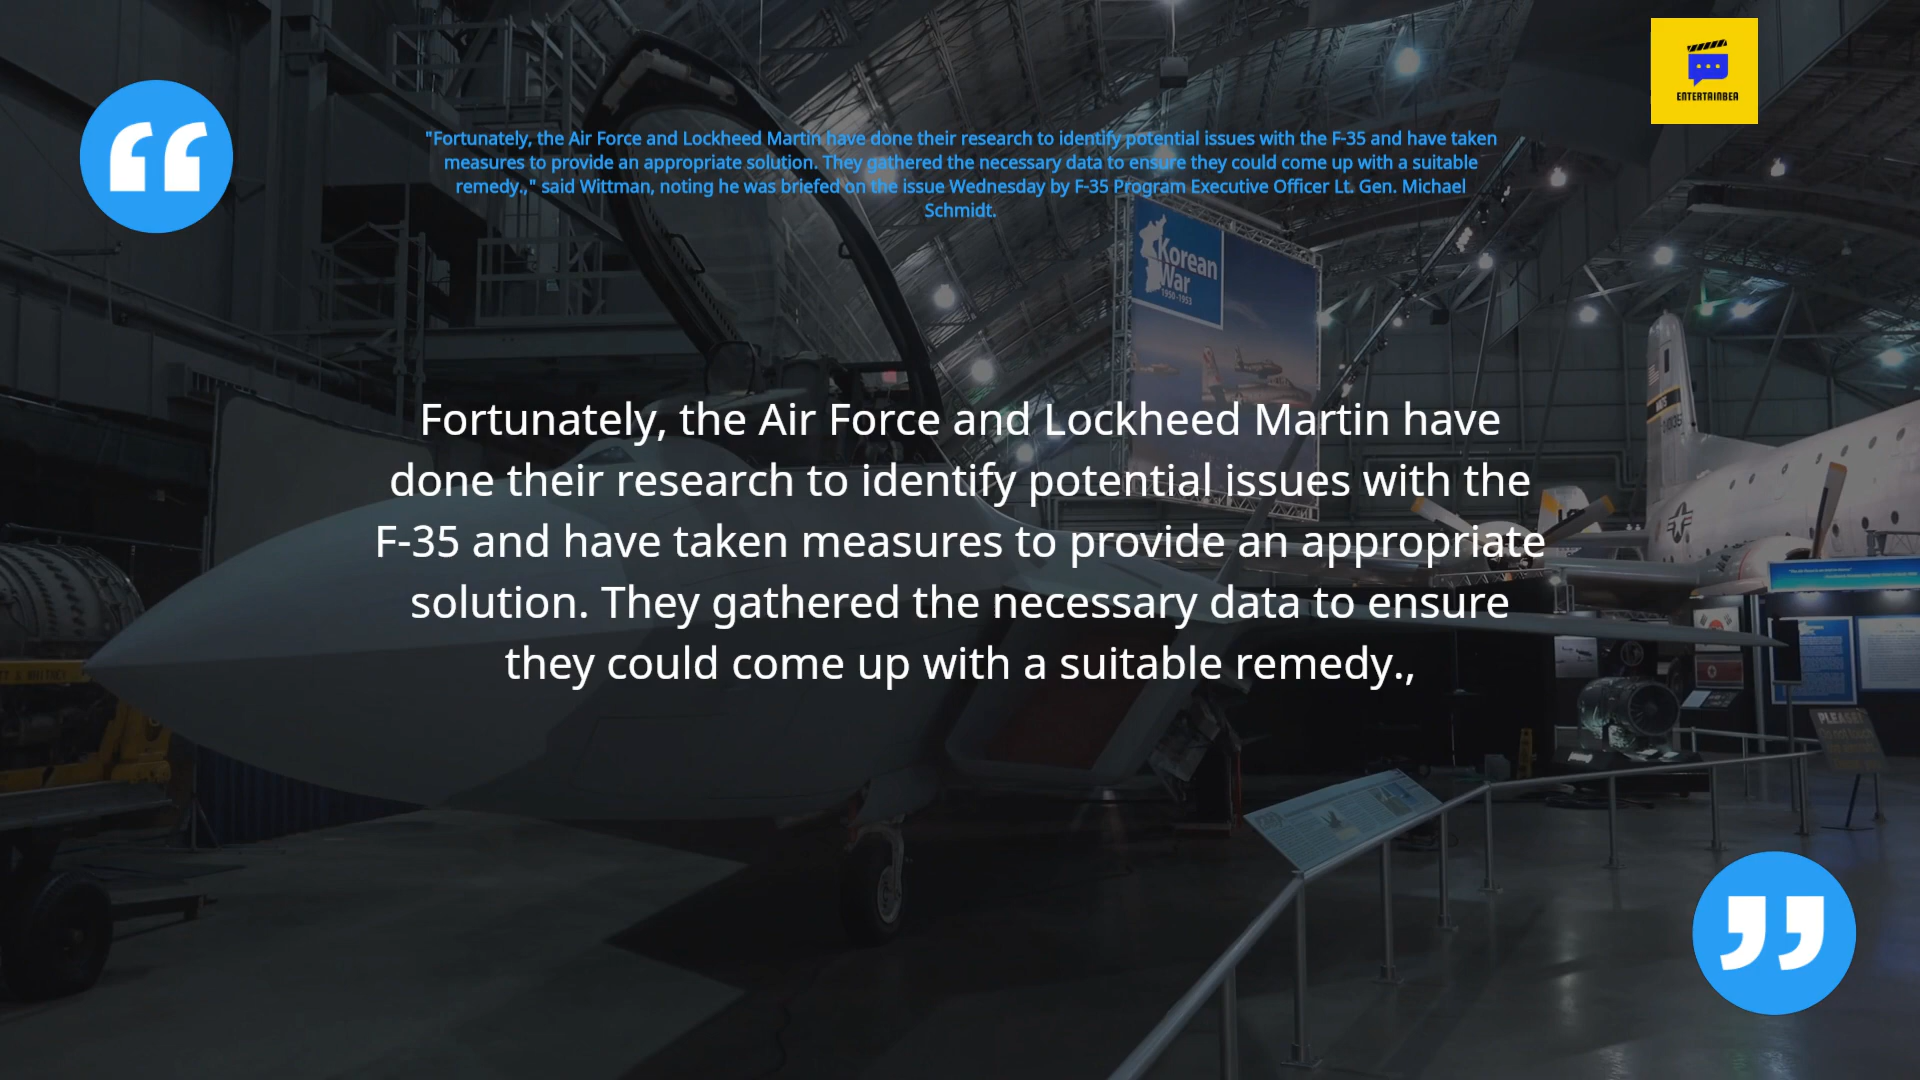 ENTERTAINBEA
"Fortunately, the Air Force and Lockheed Martin have done their research to identify potential issues with the F-35 and have taken
measures to provide an appropriate solution. They gathered the necessary data to ensure they could come up with a suitable
remedy.," said Wittman, noting he was briefed on the issue Wednesday by F-35 Program Executive Officer Lt. Gen. Michael
Schmidt.
Korean
War
1950-1953
Fortunately, the Air Force and Lockheed Martin have
done their research to identify potential issues with the
F-35 and have taken measures to provide an appropriate
solution. They gathered the necessary data to ensure
they could come up with a suitable remedy.,
PLEASE!